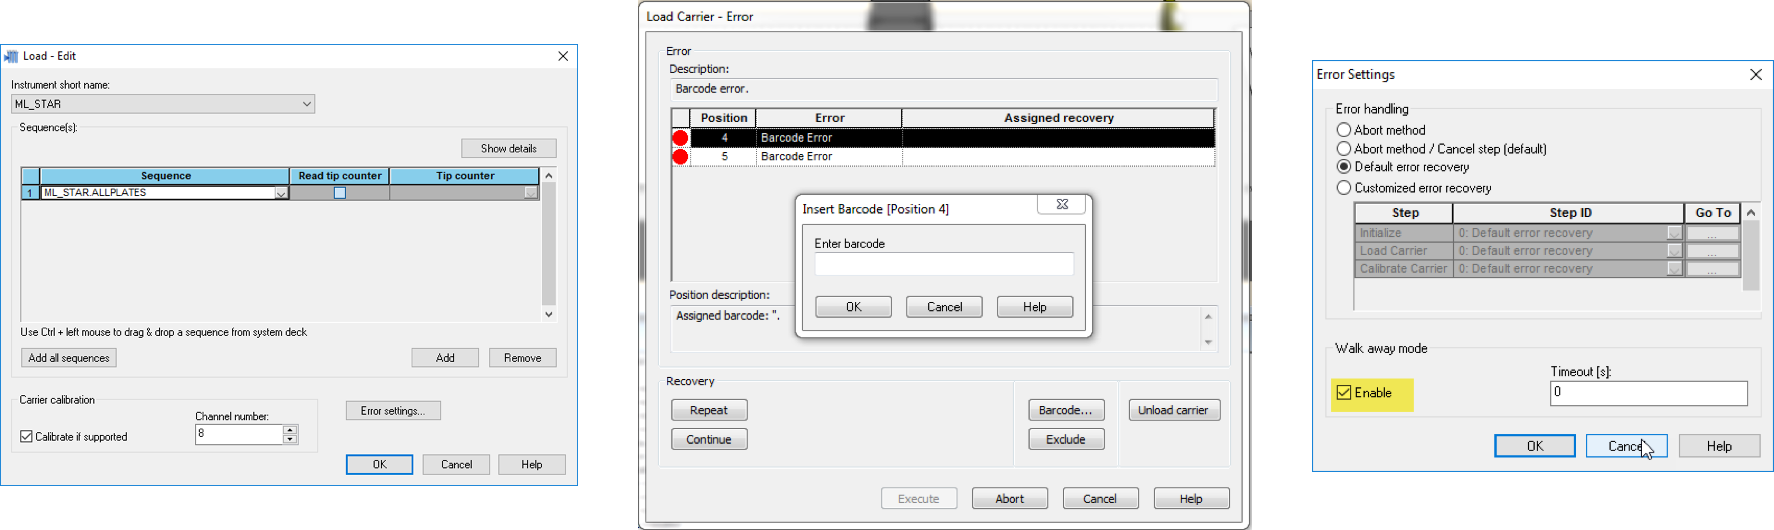 Load - Edit
Instrument short name:
ML_STAR
Sequence(s):
Show details
Sequence Read tip counter Tip counter
1 ML_STAR.ALLPLATES
Use Ctrl + left mouse to drag & drop a sequence from system deck
Add all sequences Add Remove
Carrier calibration
Channel number:
Calibrate if supported
8
Error settings...
OK Cancel Help
Load Carrier - Error
Error
Description:
Barcode error.
Position Error Assigned recovery
4 Barcode Error
5 Barcode Error
Insert Barcode [Position 4]
Enter barcode
OK Cancel Help
Position description:
Assigned barcode: ''.
Recovery
Repeat Barcode... Unload carrier
Continue Exclude
Execute Abort Cancel Help
Error Settings
Error handling
Abort method
Abort method / Cancel step (default)
Default error recovery
Customized error recovery
Step Step ID Go To
Initialize 0: Default error recovery ...
Load Carrier 0: Default error recovery ...
Calibrate Carrier 0: Default error recovery ...
Walk away mode
Timeout [s]:
Enable
0
OK Cancel Help